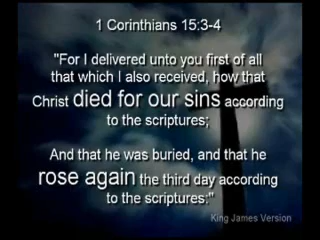 1 Corinthians 15:3-4
"For I delivered unto you first of all
that which I also received, how that
Christ died for our sins according
to the scriptures;
And that he was buried, and that he
rose again the third day according
to the scriptures:"
King James Version